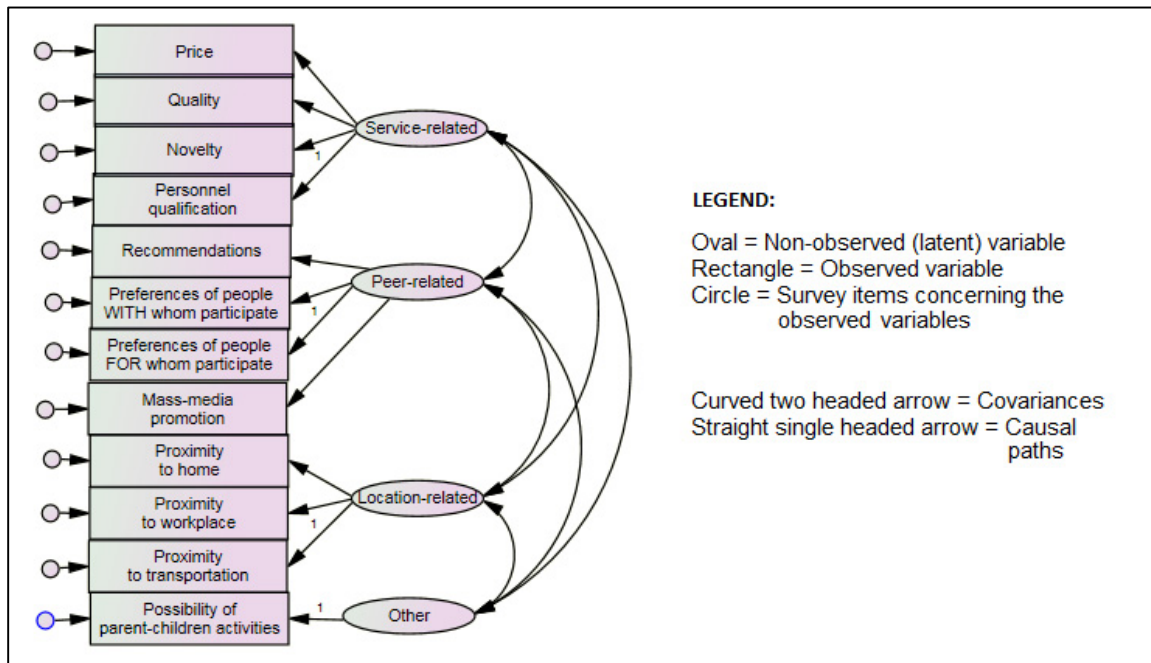 Price
Quality
Novelty
Personnel
qualification
Recommendations
Preferences of people
WITH whom participate
Preferences of people
FOR whom participate
Mass-media
promotion
Proximity
to home
Proximity
to workplace
Proximity
to transportation
Possibility of
parent-children activities
Service-related
1
Peer-related
1
Location-related
1
Other
1
LEGEND:
Oval = Non-observed (latent) variable
Rectangle = Observed variable
Circle = Survey items concerning the
observed variables
Curved two headed arrow = Covariances
Straight single headed arrow = Causal
paths